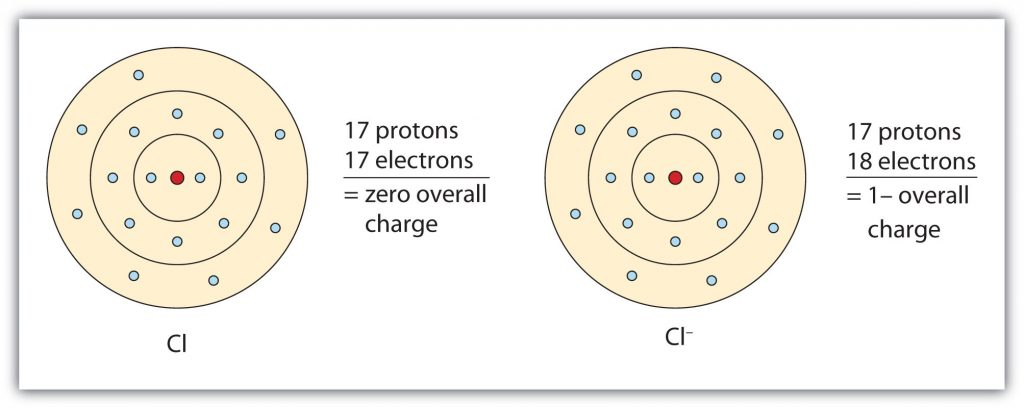 17 protons
17 electrons
= zero overall
charge
Cl
17 protons
18 electrons
= 1– overall
charge
Cl⁻